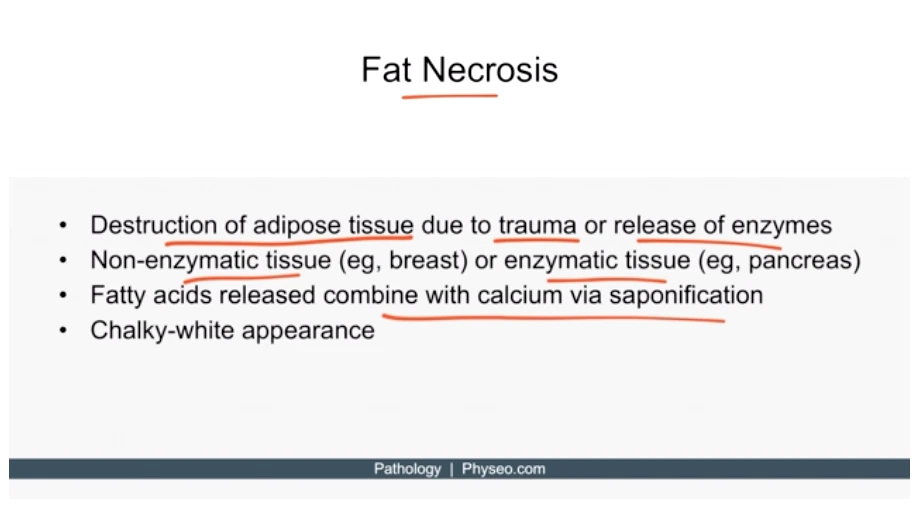 Fat Necrosis
• Destruction of adipose tissue due to trauma or release of enzymes
• Non-enzymatic tissue (eg, breast) or enzymatic tissue (eg, pancreas)
• Fatty acids released combine with calcium via saponification
• Chalky-white appearance
Pathology | Physeo.com